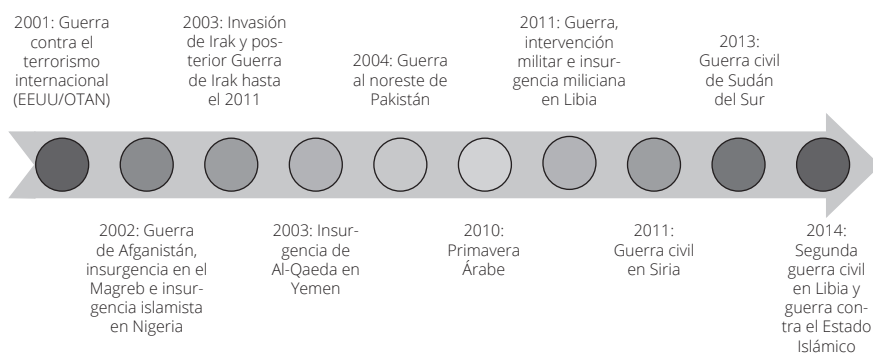 2001: Guerra
contra el
terrorismo
internacional
(EEUU/OTAN)
2002: Guerra
de Afganistán,
insurgencia en el
Magreb e insur-
gencia islamista
en Nigeria
2003: Invasión
de Irak y pos-
terior Guerra
de Irak hasta
el 2011
2003: Insur-
gencia de
Al-Qaeda en
Yemen
2004: Guerra
al noreste de
Pakistán
2010:
Primavera
Árabe
2011: Guerra,
intervención
militar e insur-
gencia miliciana
en Libia
2011:
Guerra civil
en Siria
2013:
Guerra civil
de Sudán
del Sur
2014:
Segunda
guerra civil
en Libia y
guerra con-
tra el Estado
Islámico